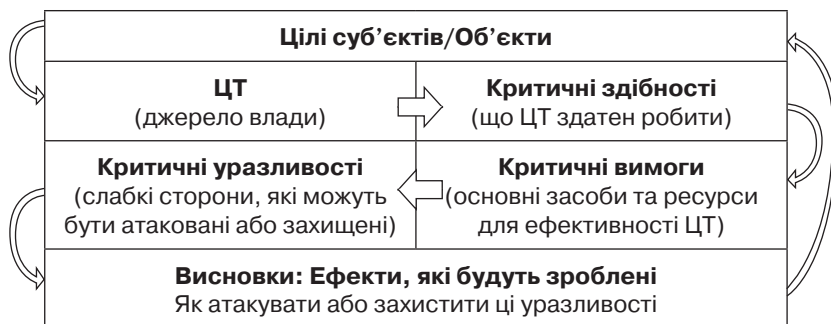 Цілі суб’єктів/Об’єкти
ЦТ
(джерело влади)
Критичні здібності
(що ЦТ здатен робити)
Критичні уразливості
(слабкі сторони, які можуть
бути атаковані або захищені)
Критичні вимоги
(основні засоби та ресурси
для ефективності ЦТ)
Висновки: Ефекти, які будуть зроблені
Як атакувати або захистити ці уразливості